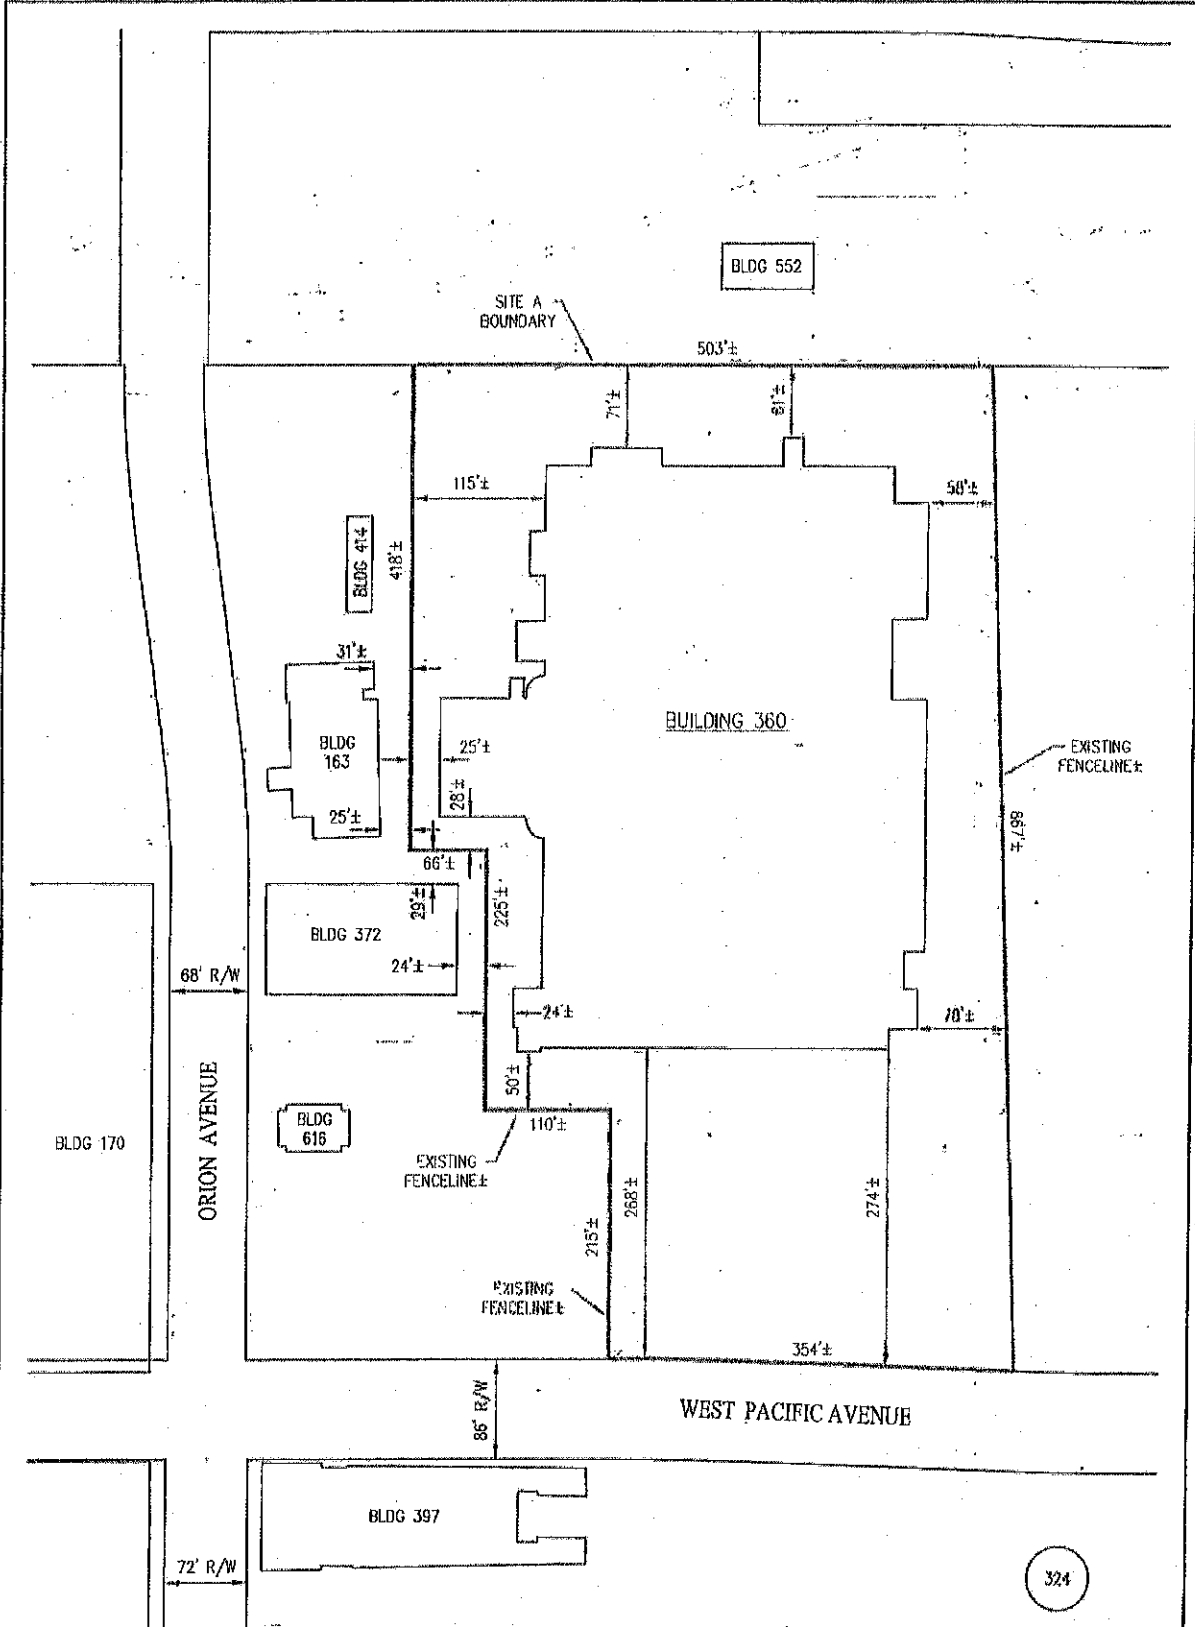 BLDG 552
SITE A
BOUNDARY
503'±
71'±
81'±
115'±
58'±
BLDG 414
418'±
31'±
BUILDING 360
BLDG
163
25'±
EXISTING
FENCELINE±
28'±
25'±
867'±
66'±
29'±
225'±
BLDG 372
24'±
68' R/W
24'±
70'±
50'±
ORION AVENUE
BLDG
616
110'±
BLDG 170
EXISTING
FENCELINE±
268'±
274'±
215'±
EXISTING
FENCELINE±
354'±
86' R/W
WEST PACIFIC AVENUE
BLDG 397
72' R/W
324